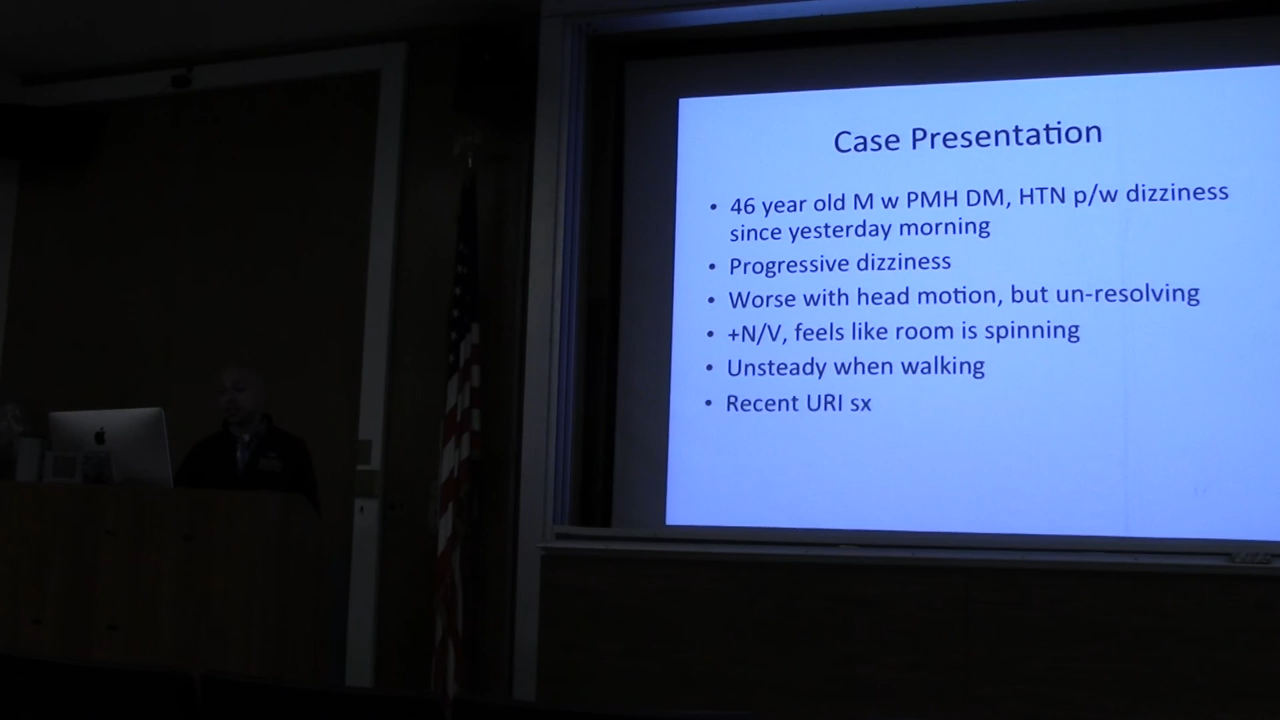 Case Presentation
• 46 year old M w PMH DM, HTN p/w dizziness
since yesterday morning
• Progressive dizziness
• Worse with head motion, but un-resolving
• +N/V, feels like room is spinning
• Unsteady when walking
• Recent URI sx